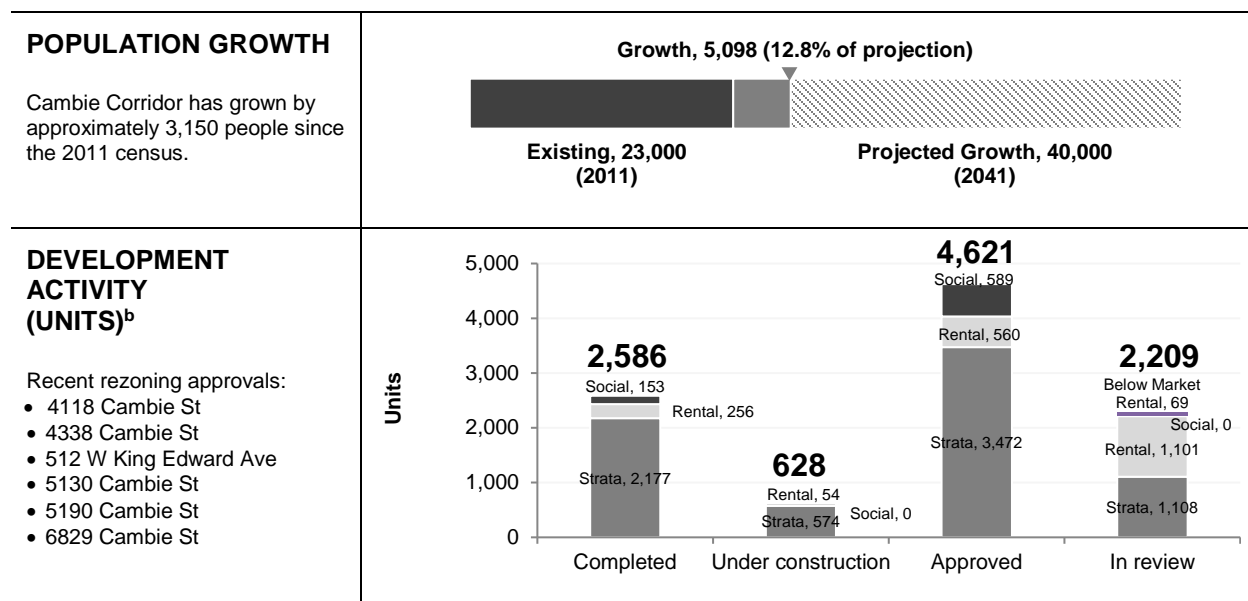 POPULATION GROWTH
Cambie Corridor has grown by
approximately 3,150 people since
the 2011 census.
Growth, 5,098 (12.8% of projection)
Existing, 23,000
(2011)
Projected Growth, 40,000
(2041)
DEVELOPMENT
ACTIVITY
(UNITS)b
Recent rezoning approvals:
• 4118 Cambie St
• 4338 Cambie St
• 512 W King Edward Ave
• 5130 Cambie St
• 5190 Cambie St
• 6829 Cambie St
Units
5,000
4,000
3,000
2,000
1,000
0
2,586
Social, 153
Rental, 256
Strata, 2,177
Completed
628
Rental, 54
Social, 0
Strata, 574
Under construction
4,621
Social, 589
Rental, 560
Strata, 3,472
Approved
2,209
Below Market
Rental, 69
Social, 0
Rental, 1,101
Strata, 1,108
In review